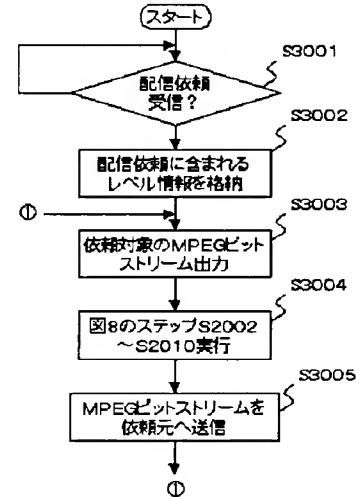 スタート
S3001
配信依頼
受信?
S3002
配信依頼に含まれる
レベル情報を格納
①
S3003
依頼対象のMPEGビット
ストリーム出力
S3004
図8のステップS2002
~S2010実行
S3005
MPEGビットストリームを
依頼元へ送信
①